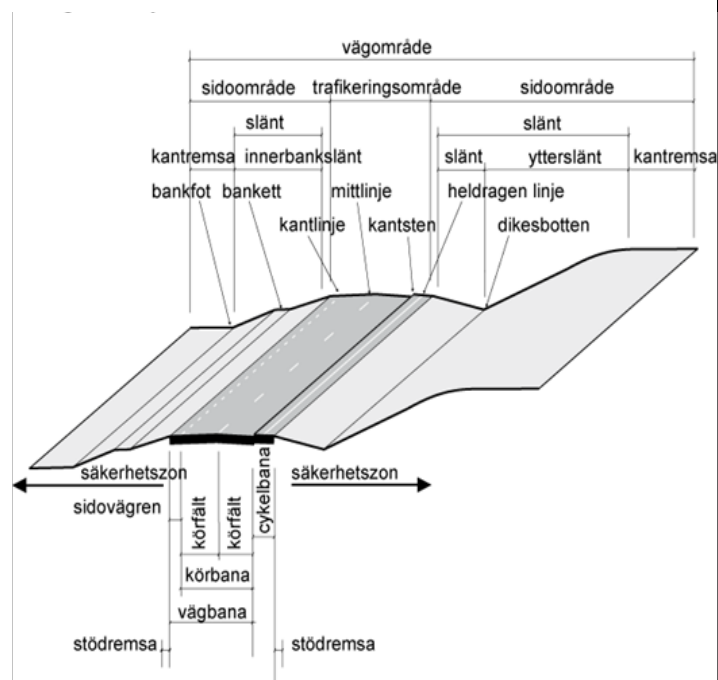 vägområde
sidoområde trafikeringsområde sidoområde
slänt slänt
kantremsa innerbankslänt slänt ytterslänt kantremsa
bankfot bankett mittlinje heldragen linje
kantlinje kantsten dikesbotten
säkerhetszon säkerhetszon
sidovägren
körfält körfält cykelbana
körbana
vägbana
stödremsa stödremsa